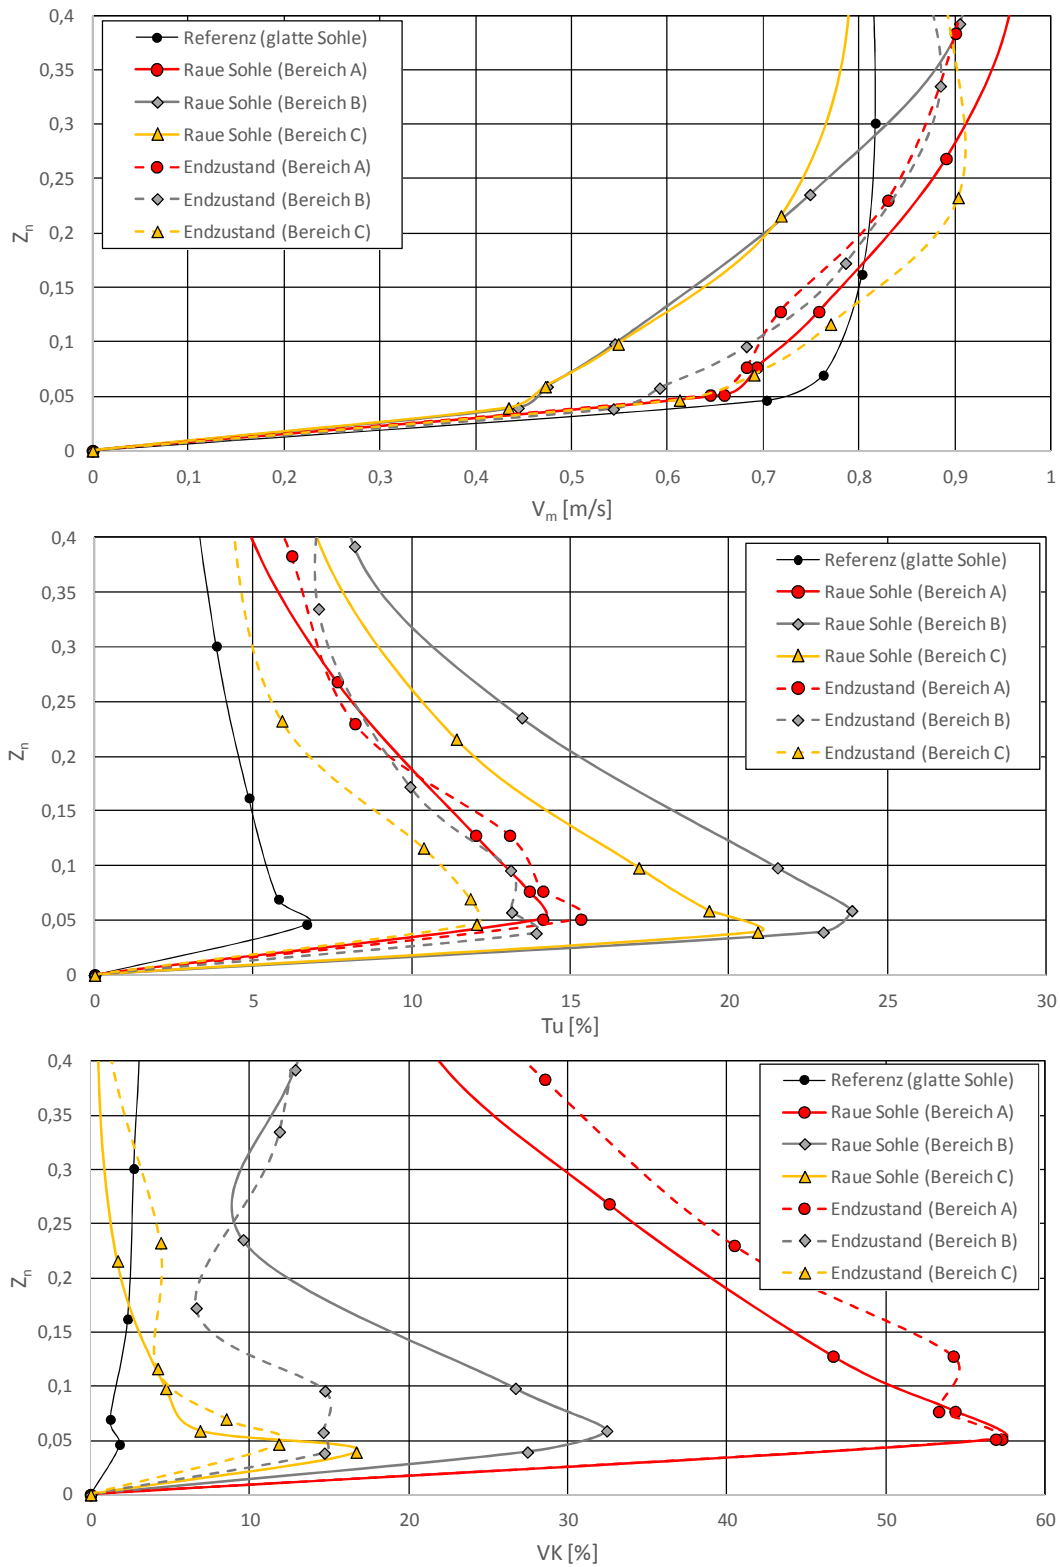 0,4
0,35
0,3
0,25
0,2
0,15
0,1
0,05
0
Zn
Referenz (glatte Sohle)
Raue Sohle (Bereich A)
Raue Sohle (Bereich B)
Raue Sohle (Bereich C)
Endzustand (Bereich A)
Endzustand (Bereich B)
Endzustand (Bereich C)
0 0,1 0,2 0,3 0,4 0,5 0,6 0,7 0,8 0,9 1
Vm [m/s]
0,4
0,35
0,3
0,25
0,2
0,15
0,1
0,05
0
Zn
Referenz (glatte Sohle)
Raue Sohle (Bereich A)
Raue Sohle (Bereich B)
Raue Sohle (Bereich C)
Endzustand (Bereich A)
Endzustand (Bereich B)
Endzustand (Bereich C)
0 5 10 15 20 25 30
Tu [%]
0,4
0,35
0,3
0,25
0,2
0,15
0,1
0,05
0
Zn
Referenz (glatte Sohle)
Raue Sohle (Bereich A)
Raue Sohle (Bereich B)
Raue Sohle (Bereich C)
Endzustand (Bereich A)
Endzustand (Bereich B)
Endzustand (Bereich C)
0 10 20 30 40 50 60
VK [%]